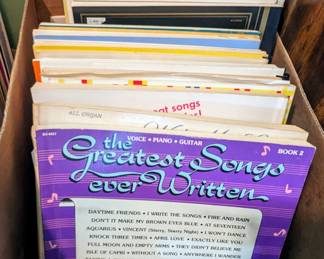 at songs
ALL ORGAN
VOICE • PIANO • GUITAR
the
Greatest Songs
BOOK 2
ever Written
DAYTIME FRIENDS • I WRITE THE SONGS • FIRE AND RAIN
DON'T IT MAKE MY BROWN EYES BLUE • AT SEVENTEEN
AQUARIUS • VINCENT (Starry, Starry Night) • I WON'T DANCE
KNOCK THREE TIMES • APRIL LOVE • EXACTLY LIKE YOU
FULL MOON AND EMPTY ARMS • THEY DIDN'T BELIEVE ME
ISLE OF CAPRI • WITHOUT A SONG • ANYWHERE I WANDER